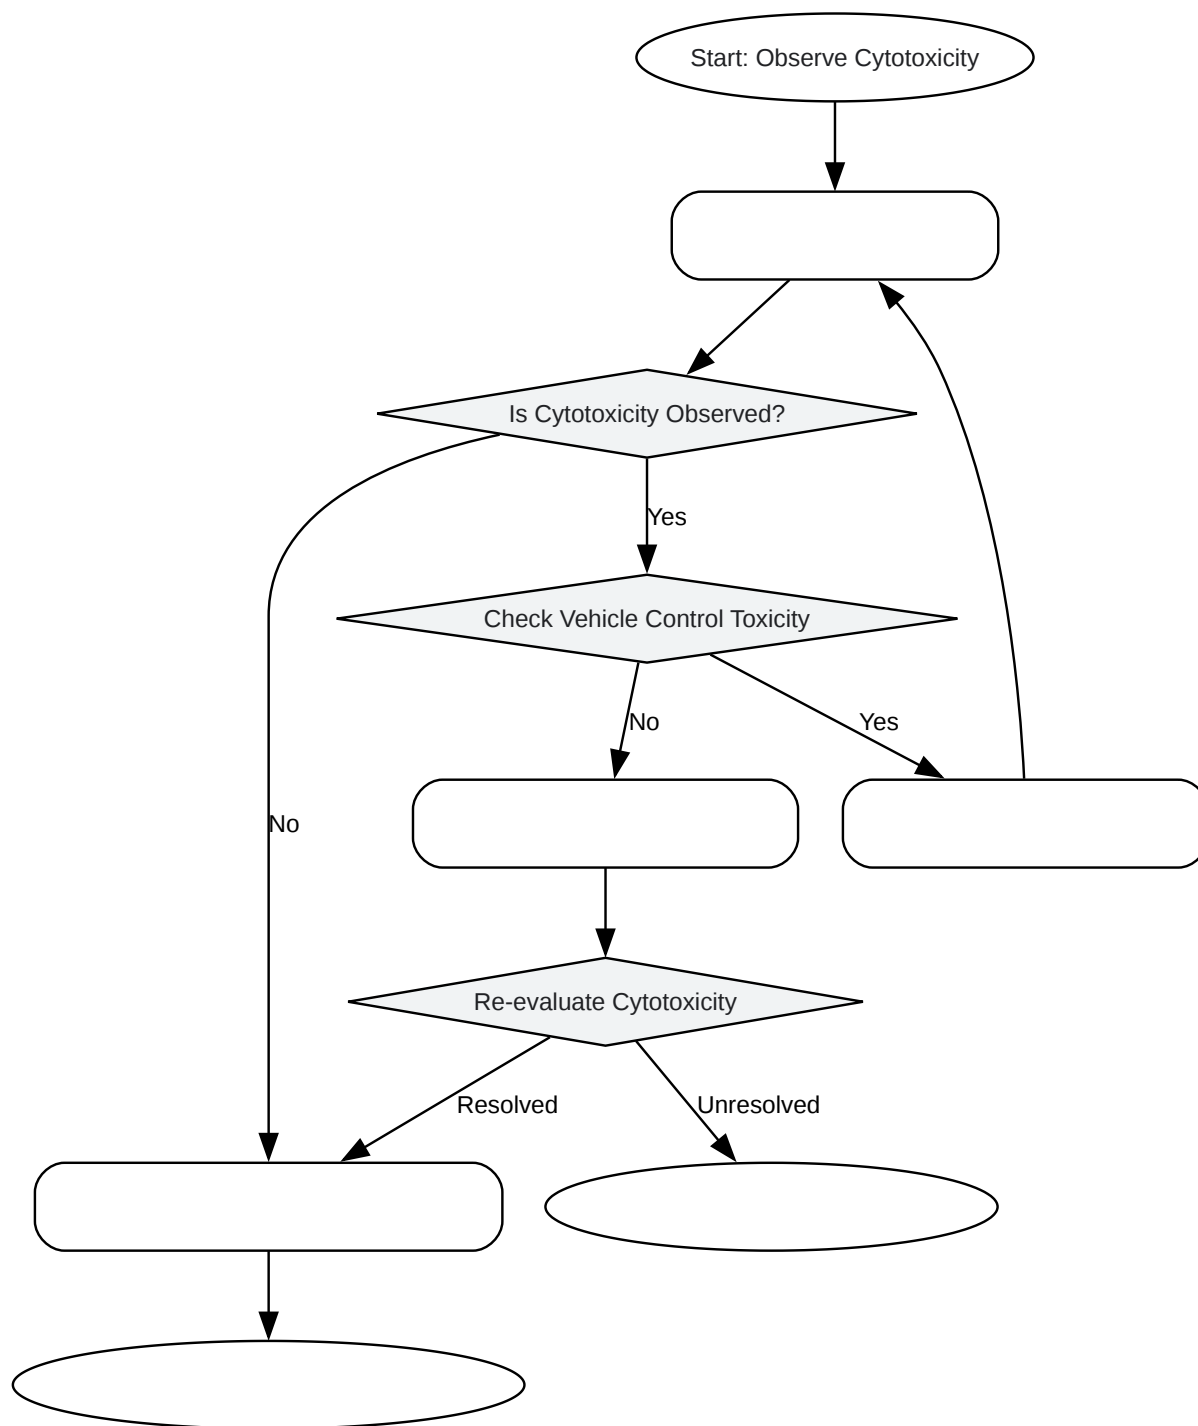 Start: Observe Cytotoxicity
Is Cytotoxicity Observed?
Yes
Check Vehicle Control Toxicity
No
Yes
No
Re-evaluate Cytotoxicity
Resolved
Unresolved